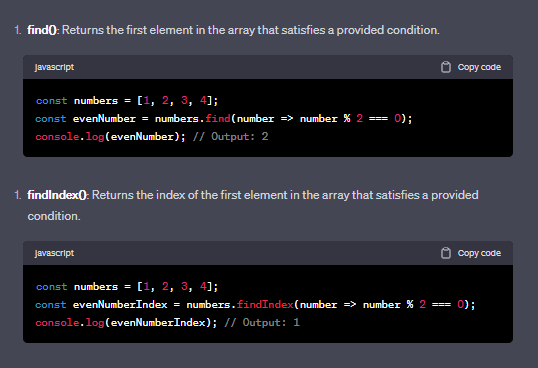 1. find(): Returns the first element in the array that satisfies a provided condition.
javascript Copy code
const numbers = [1, 2, 3, 4];
const evenNumber = numbers.find(number => number % 2 === 0);
console.log(evenNumber); // Output: 2
1. findIndex(): Returns the index of the first element in the array that satisfies a provided
condition.
javascript Copy code
const numbers = [1, 2, 3, 4];
const evenNumberIndex = numbers.findIndex(number => number % 2 === 0);
console.log(evenNumberIndex); // Output: 1